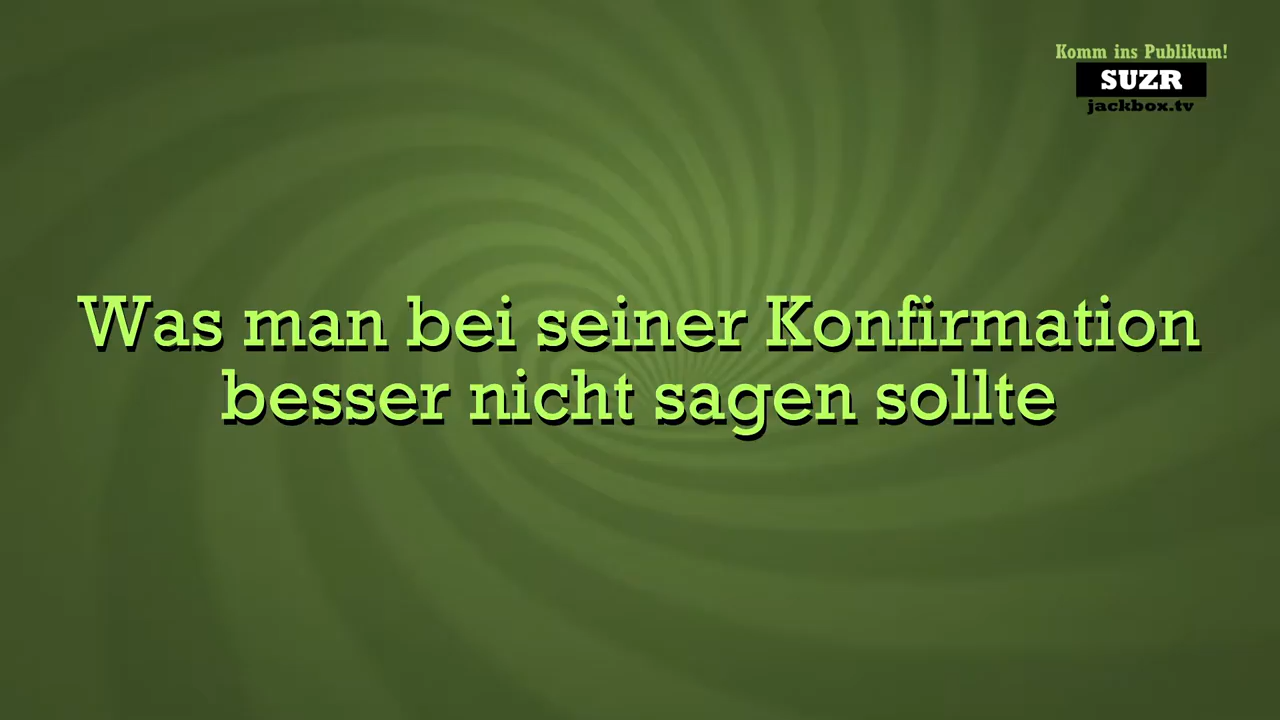 Komm ins Publikum!
SUZR
jackbox.tv
Was man bei seiner Konfirmation
besser nicht sagen sollte